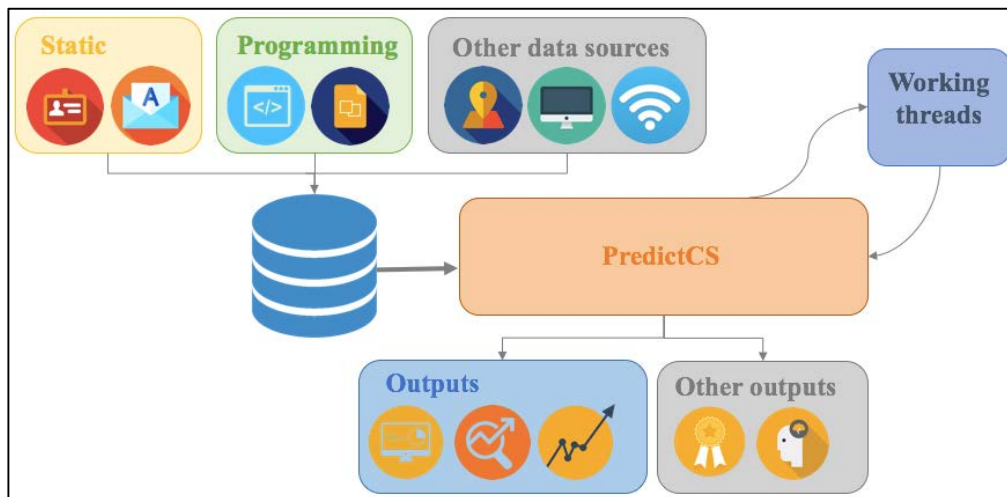 Static
Programming
Other data sources
A
</>
Working
threads
PredictCS
Outputs
Other outputs